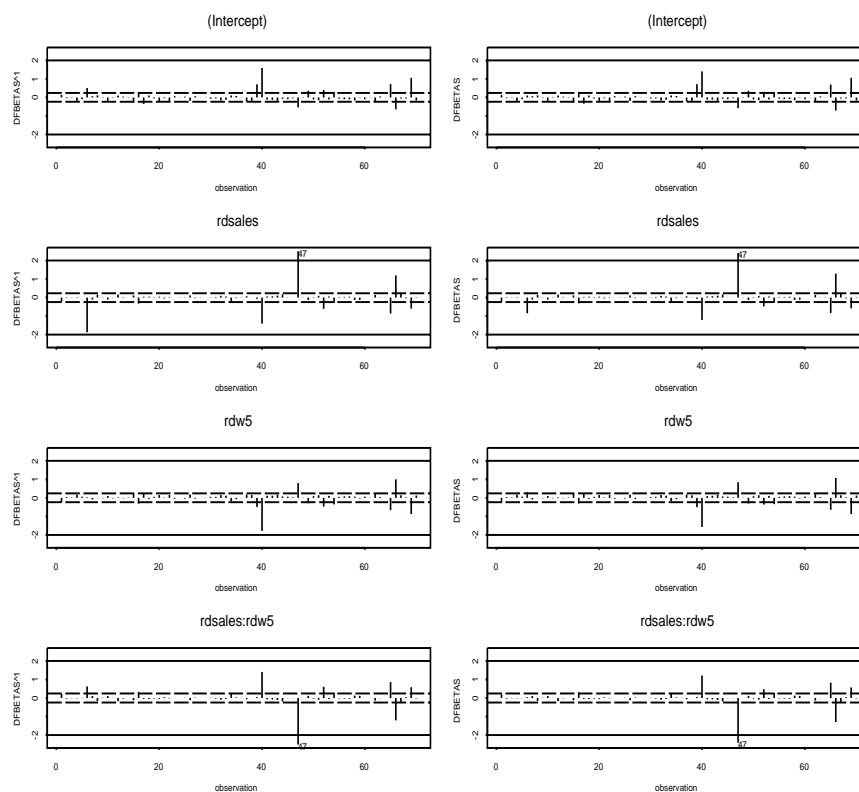 (Intercept)
DFBETAS^1
2
1
0
-2
0
20
40
60
observation
(Intercept)
DFBETAS
2
1
0
-2
0
20
40
60
observation
rdsales
DFBETAS^1
2
1
0
-2
47
0
20
40
60
observation
rdsales
DFBETAS
2
1
0
-2
47
0
20
40
60
observation
rdw5
DFBETAS^1
2
1
0
-2
0
20
40
60
observation
rdw5
DFBETAS
2
1
0
-2
0
20
40
60
observation
rdsales:rdw5
DFBETAS^1
2
1
0
-2
47
0
20
40
60
observation
rdsales:rdw5
DFBETAS
2
1
0
-2
47
0
20
40
60
observation